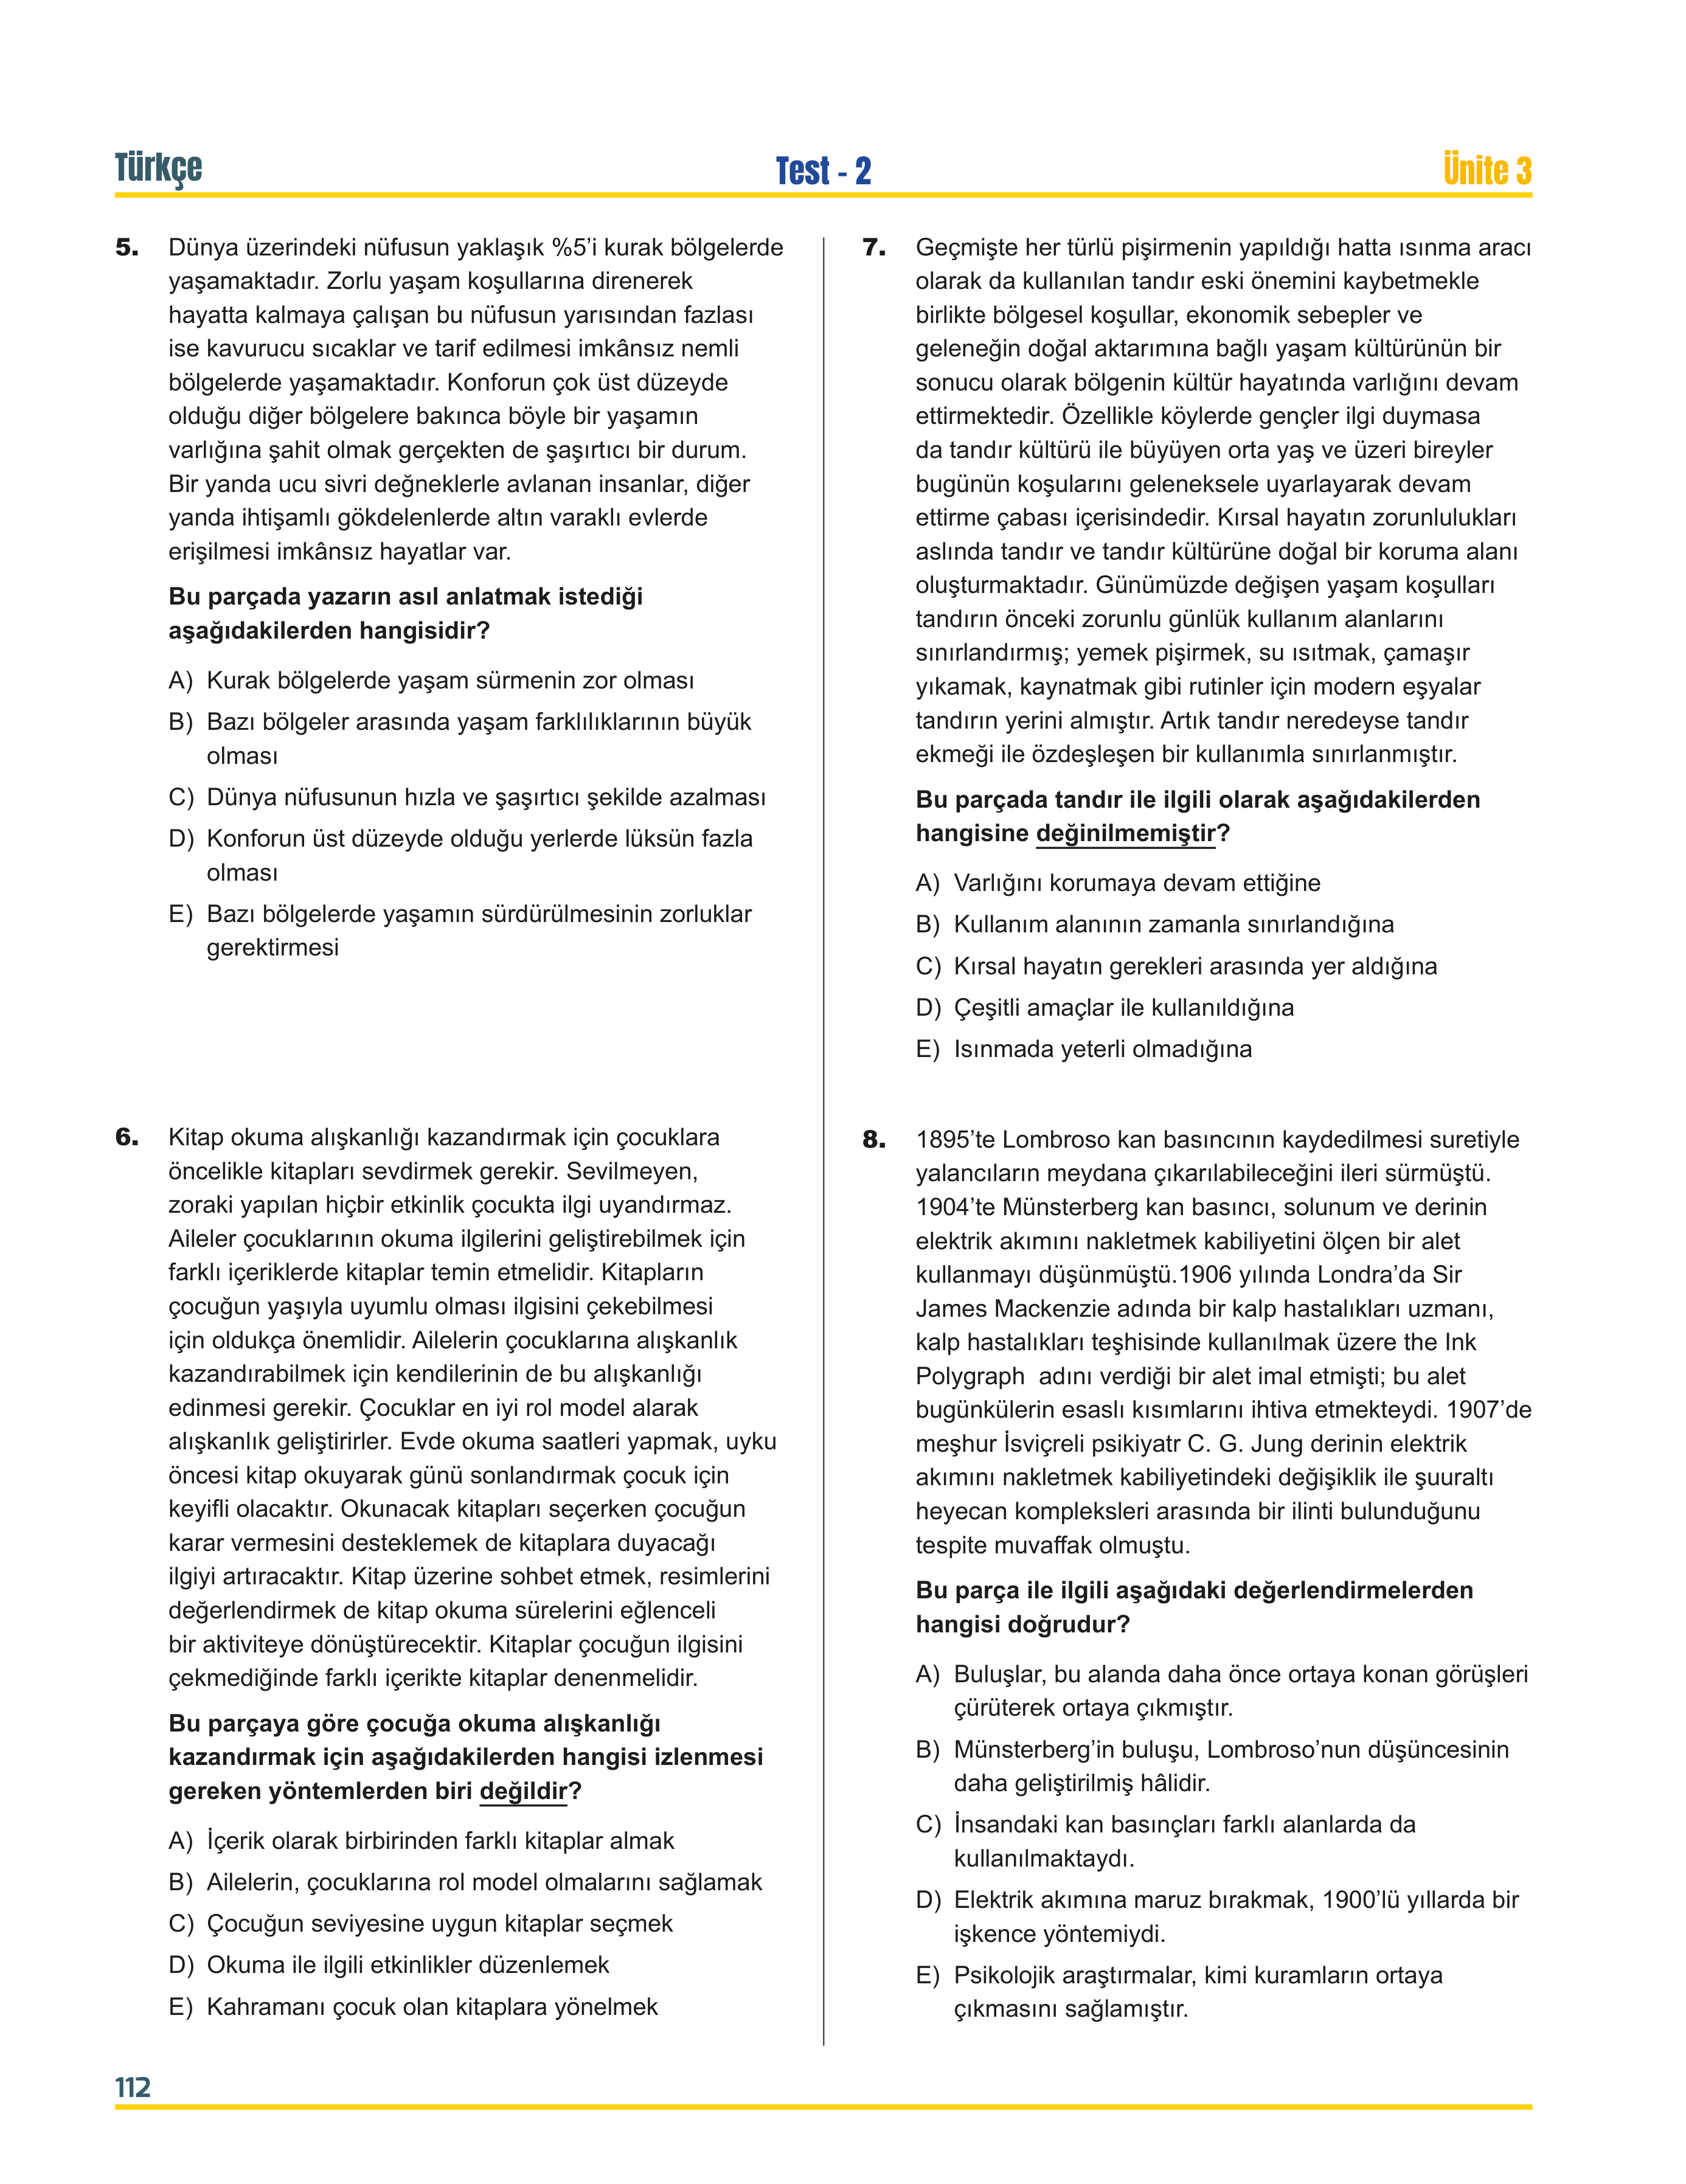 Türkçe
Test - 2
Ünite 3
5. Dünya üzerindeki nüfusun yaklaşık %5’i kurak bölgelerde
yaşamaktadır. Zorlu yaşam koşullarına direnerek
hayatta kalmaya çalışan bu nüfusun yarısından fazlası
ise kavurucu sıcaklar ve tarif edilmesi imkânsız nemli
bölgelerde yaşamaktadır. Konforun çok üst düzeyde
olduğu diğer bölgelere bakınca böyle bir yaşamın
varlığına şahit olmak gerçekten de şaşırtıcı bir durum.
Bir yanda ucu sivri değneklerle avlanan insanlar, diğer
yanda ihtişamlı gökdelenlerde altın varaklı evlerde
erişilmesi imkânsız hayatlar var.
Bu parçada yazarın asıl anlatmak istediği
aşağıdakilerden hangisidir?
A) Kurak bölgelerde yaşam sürmenin zor olması
B) Bazı bölgeler arasında yaşam farklılıklarının büyük
olması
C) Dünya nüfusunun hızla ve şaşırtıcı şekilde azalması
D) Konforun üst düzeyde olduğu yerlerde lüksün fazla
olması
E) Bazı bölgelerde yaşamın sürdürülmesinin zorluklar
gerektirmesi
6. Kitap okuma alışkanlığı kazandırmak için çocuklara
öncelikle kitapları sevdirmek gerekir. Sevilmeyen,
zoraki yapılan hiçbir etkinlik çocukta ilgi uyandırmaz.
Aileler çocuklarının okuma ilgilerini geliştirebilmek için
farklı içeriklerde kitaplar temin etmelidir. Kitapların
çocuğun yaşıyla uyumlu olması ilgisini çekebilmesi
için oldukça önemlidir. Ailelerin çocuklarına alışkanlık
kazandırabilmek için kendilerinin de bu alışkanlığı
edinmesi gerekir. Çocuklar en iyi rol model alarak
alışkanlık geliştirirler. Evde okuma saatleri yapmak, uyku
öncesi kitap okuyarak günü sonlandırmak çocuk için
keyifli olacaktır. Okunacak kitapları seçerken çocuğun
karar vermesini desteklemek de kitaplara duyacağı
ilgiyi artıracaktır. Kitap üzerine sohbet etmek, resimlerini
değerlendirmek de kitap okuma sürelerini eğlenceli
bir aktiviteye dönüştürecektir. Kitaplar çocuğun ilgisini
çekmediğinde farklı içerikte kitaplar denenmelidir.
Bu parçaya göre çocuğa okuma alışkanlığı
kazandırmak için aşağıdakilerden hangisi izlenmesi
gereken yöntemlerden biri değildir?
A) İçerik olarak birbirinden farklı kitaplar almak
B) Ailelerin, çocuklarına rol model olmalarını sağlamak
C) Çocuğun seviyesine uygun kitaplar seçmek
D) Okuma ile ilgili etkinlikler düzenlemek
E) Kahramanı çocuk olan kitaplara yönelmek
7. Geçmişte her türlü pişirmenin yapıldığı hatta ısınma aracı
olarak da kullanılan tandır eski önemini kaybetmekle
birlikte bölgesel koşullar, ekonomik sebepler ve
geleneğin doğal aktarımına bağlı yaşam kültürünün bir
sonucu olarak bölgenin kültür hayatında varlığını devam
ettirmektedir. Özellikle köylerde gençler ilgi duymasa
da tandır kültürü ile büyüyen orta yaş ve üzeri bireyler
bugünün koşularını geleneksele uyarlayarak devam
ettirme çabası içerisindedir. Kırsal hayatın zorunlulukları
aslında tandır ve tandır kültürüne doğal bir koruma alanı
oluşturmaktadır. Günümüzde değişen yaşam koşulları
tandırın önceki zorunlu günlük kullanım alanlarını
sınırlandırmış; yemek pişirmek, su ısıtmak, çamaşır
yıkamak, kaynatmak gibi rutinler için modern eşyalar
tandırın yerini almıştır. Artık tandır neredeyse tandır
ekmeği ile özdeşleşen bir kullanımla sınırlanmıştır.
Bu parçada tandır ile ilgili olarak aşağıdakilerden
hangisine değinilmemiştir?
A) Varlığını korumaya devam ettiğine
B) Kullanım alanının zamanla sınırlandığına
C) Kırsal hayatın gerekleri arasında yer aldığına
D) Çeşitli amaçlar ile kullanıldığına
E) Isınmada yeterli olmadığına
8. 1895’te Lombroso kan basıncının kaydedilmesi suretiyle
yalancıların meydana çıkarılabileceğini ileri sürmüştü.
1904’te Münsterberg kan basıncı, solunum ve derinin
elektrik akımını nakletmek kabiliyetini ölçen bir alet
kullanmayı düşünmüştü.1906 yılında Londra’da Sir
James Mackenzie adında bir kalp hastalıkları uzmanı,
kalp hastalıkları teşhisinde kullanılmak üzere the Ink
Polygraph adını verdiği bir alet imal etmişti; bu alet
bugünkülerin esaslı kısımlarını ihtiva etmekteydi. 1907’de
meşhur İsviçreli psikiyatr C. G. Jung derinin elektrik
akımını nakletmek kabiliyetindeki değişiklik ile şuuraltı
heyecan kompleksleri arasında bir ilinti bulunduğunu
tespite muvaffak olmuştu.
Bu parça ile ilgili aşağıdaki değerlendirmelerden
hangisi doğrudur?
A) Buluşlar, bu alanda daha önce ortaya konan görüşleri
çürüterek ortaya çıkmıştır.
B) Münsterberg’in buluşu, Lombroso’nun düşüncesinin
daha geliştirilmiş hâlidir.
C) İnsandaki kan basınçları farklı alanlarda da
kullanılmaktaydı.
D) Elektrik akımına maruz bırakmak, 1900’lü yıllarda bir
işkence yöntemiydi.
E) Psikolojik araştırmalar, kimi kuramların ortaya
çıkmasını sağlamıştır.
112